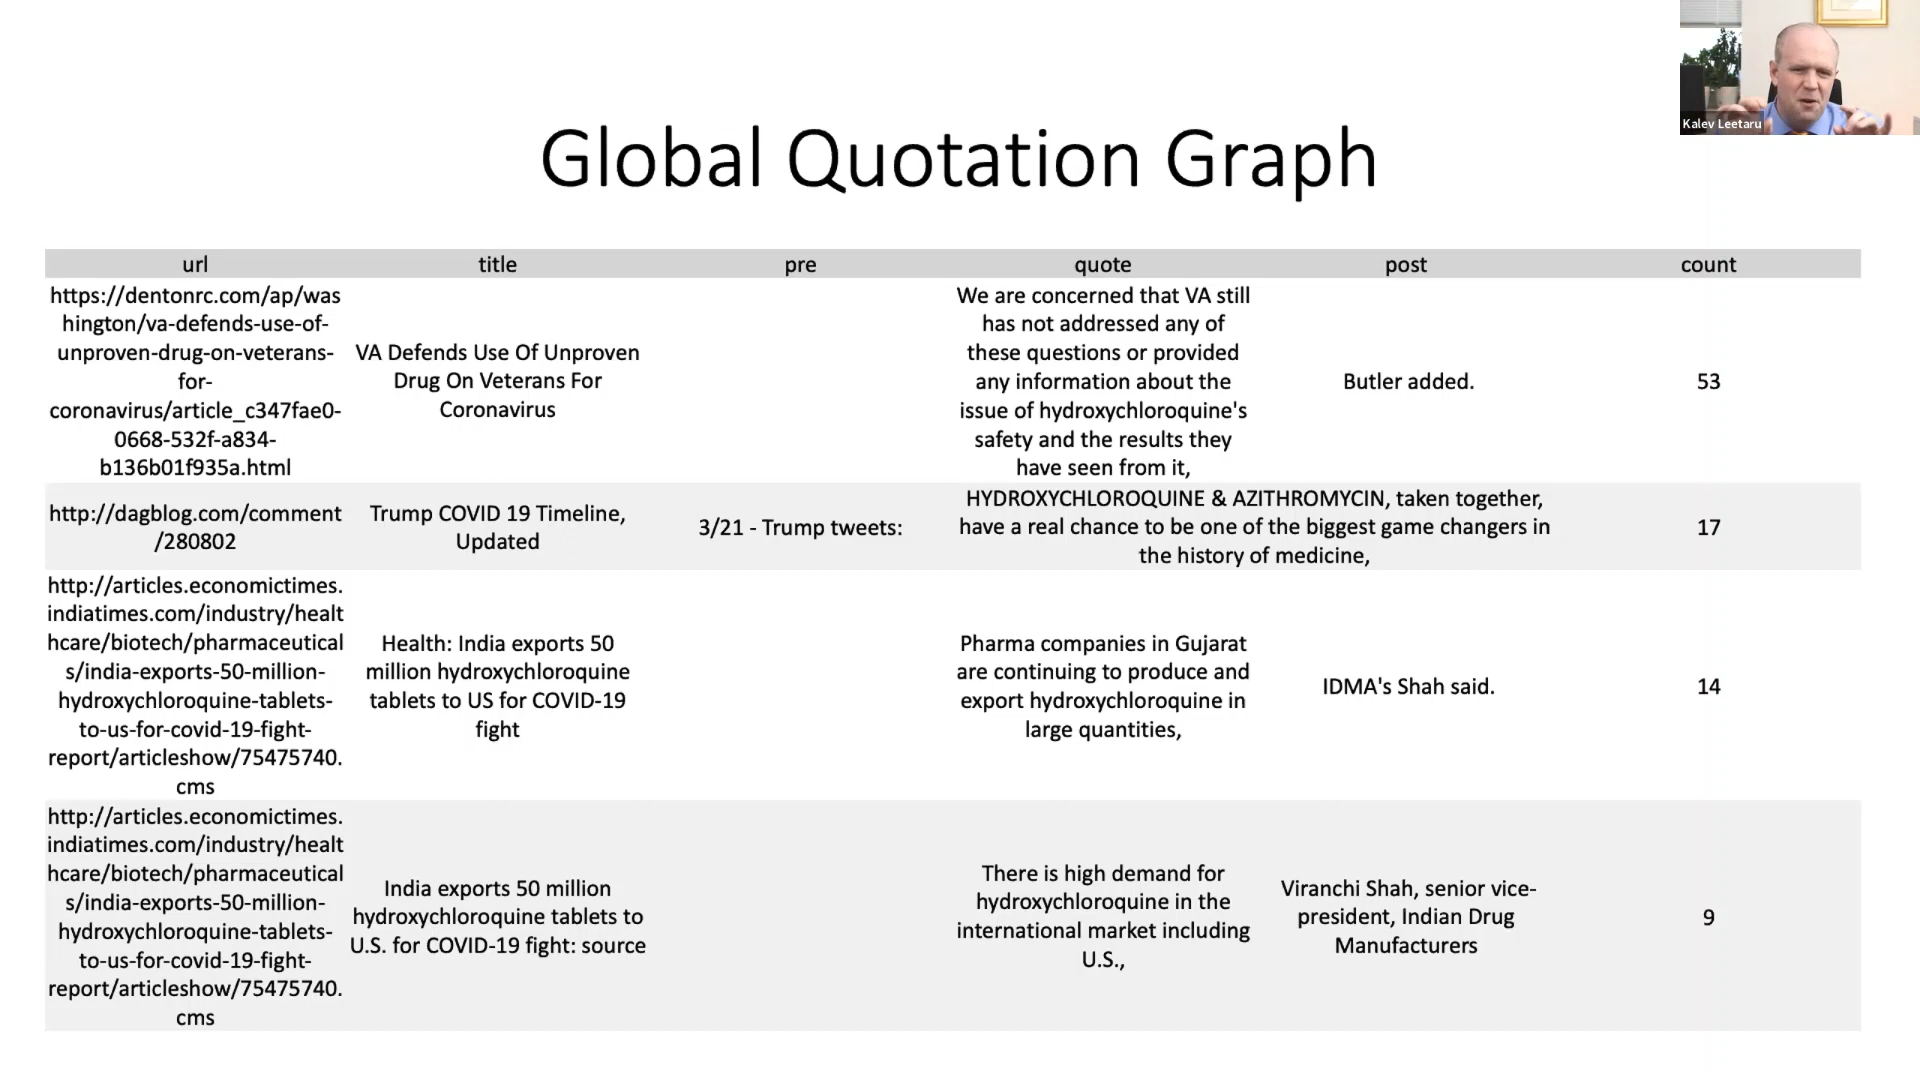 Kalev Leetaru
Global Quotation Graph
url title pre quote post count
https://dentonrc.com/ap/was
hington/va-defends-use-of-
unproven-drug-on-veterans-
for-
coronavirus/article_c347fae0-
0668-532f-a834-
b136b01f935a.html
VA Defends Use Of Unproven
Drug On Veterans For
Coronavirus
We are concerned that VA still
has not addressed any of
these questions or provided
any information about the
issue of hydroxychloroquine's
safety and the results they
have seen from it,
Butler added.
53
http://dagblog.com/comment
/280802
Trump COVID 19 Timeline,
Updated
3/21 - Trump tweets:
HYDROXYCHLOROQUINE & AZITHROMYCIN, taken together,
have a real chance to be one of the biggest game changers in
the history of medicine,
17
http://articles.economictimes.
indiatimes.com/industry/healt
hcare/biotech/pharmaceutical
s/india-exports-50-million-
hydroxychloroquine-tablets-
to-us-for-covid-19-fight-
report/articleshow/75475740.
cms
Health: India exports 50
million hydroxychloroquine
tablets to US for COVID-19
fight
Pharma companies in Gujarat
are continuing to produce and
export hydroxychloroquine in
large quantities,
IDMA's Shah said.
14
http://articles.economictimes.
indiatimes.com/industry/healt
hcare/biotech/pharmaceutical
s/india-exports-50-million-
hydroxychloroquine-tablets-
to-us-for-covid-19-fight-
report/articleshow/75475740.
cms
India exports 50 million
hydroxychloroquine tablets to
U.S. for COVID-19 fight: source
There is high demand for
hydroxychloroquine in the
international market including
U.S.,
Viranchi Shah, senior vice-
president, Indian Drug
Manufacturers
9